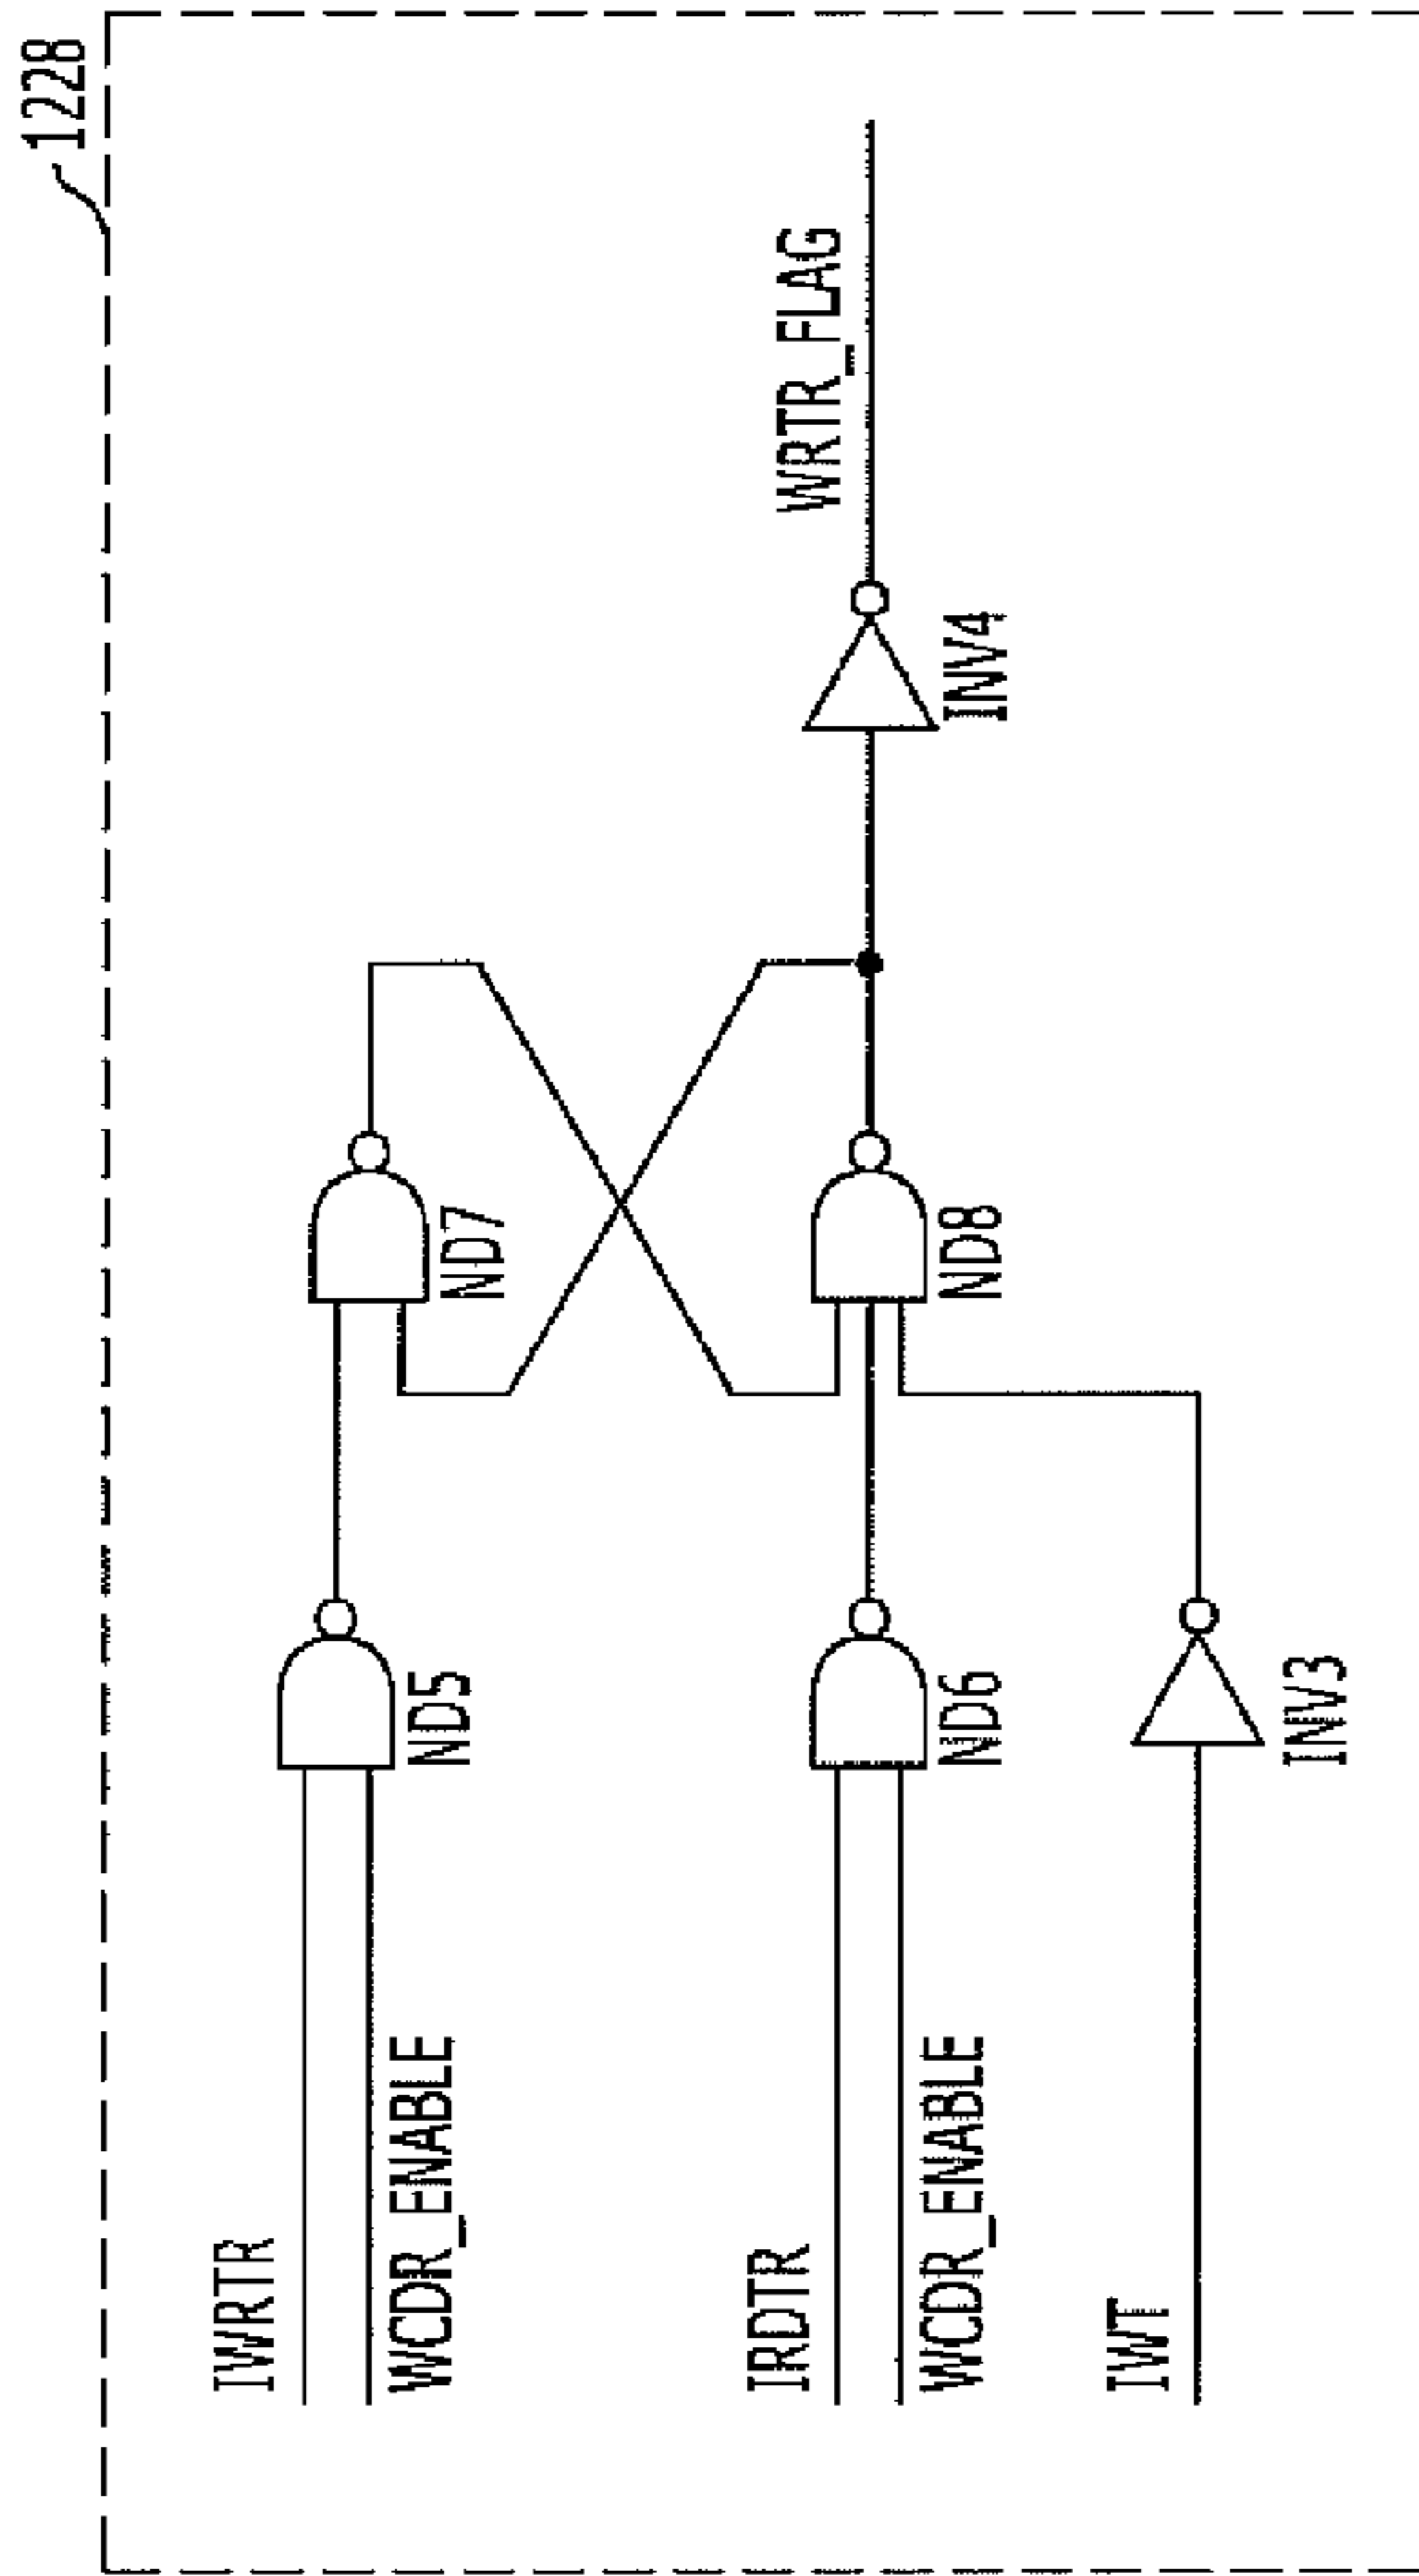 1228
IWRTR
WCDR_ENABLE
ND5
ND7
IRDTR
WCDR_ENABLE
ND6
ND8
WRTR_FLAG
INV4
IWT
INV3